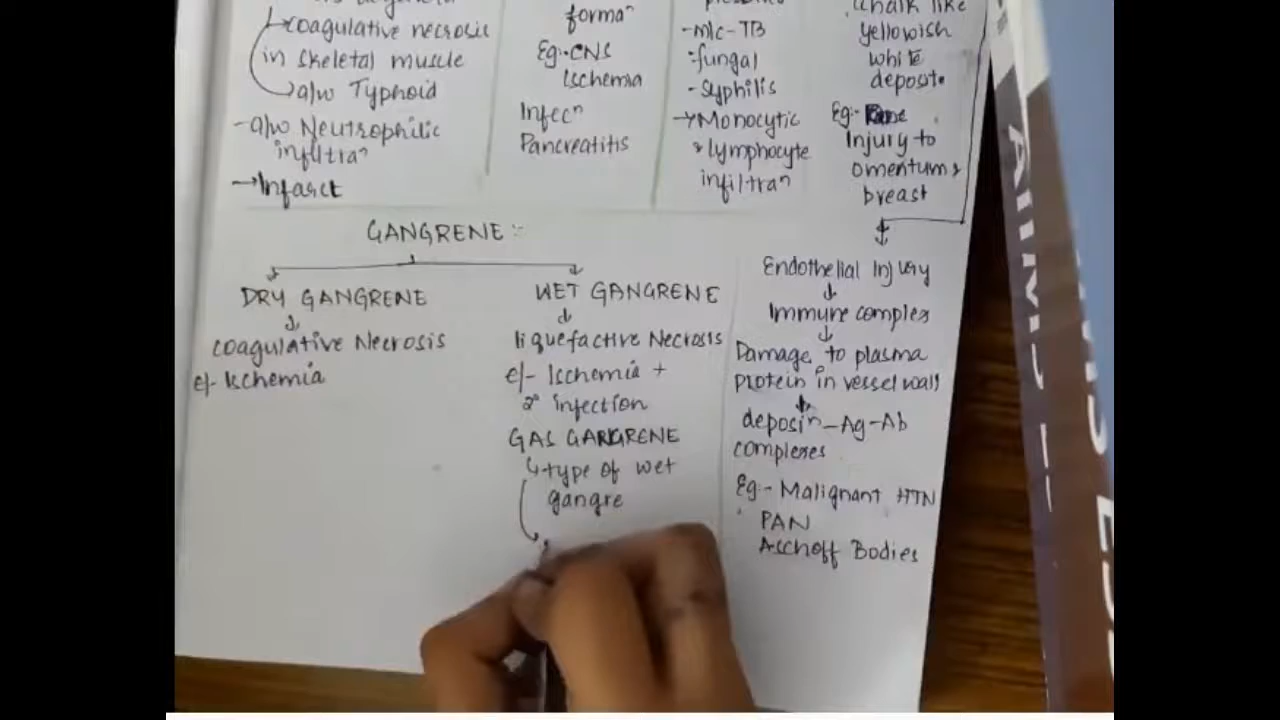 coagulative necrosis
in skeletal muscle
a/w Typhoid
-a/w Neutrophilic
infiltraⁿ
→Infarct
formaⁿ
Eg:-CNS
Ischemia
Infecⁿ
Pancreatitis
-M/c-TB
-fungal
-Syphilis
→Monocytic
& lymphocyte
infiltraⁿ
chalk like
yellowish
white
deposit
Eg:-
Injury to
omentum &
breast
GANGRENE:-
DRY GANGRENE
coagulative Necrosis
e/- Ischemia
WET GANGRENE
liquefactive Necrosis
e/- Ischemia +
2° infection
GAS GANGRENE
↳type of wet
gangre
Endothelial Injury
↓
Immune complex
↓
Damage to plasma
protein in vessel wall
↓
deposiⁿ-Ag-Ab
complexes
Eg:- Malignant HTN
PAN
Aschoff Bodies